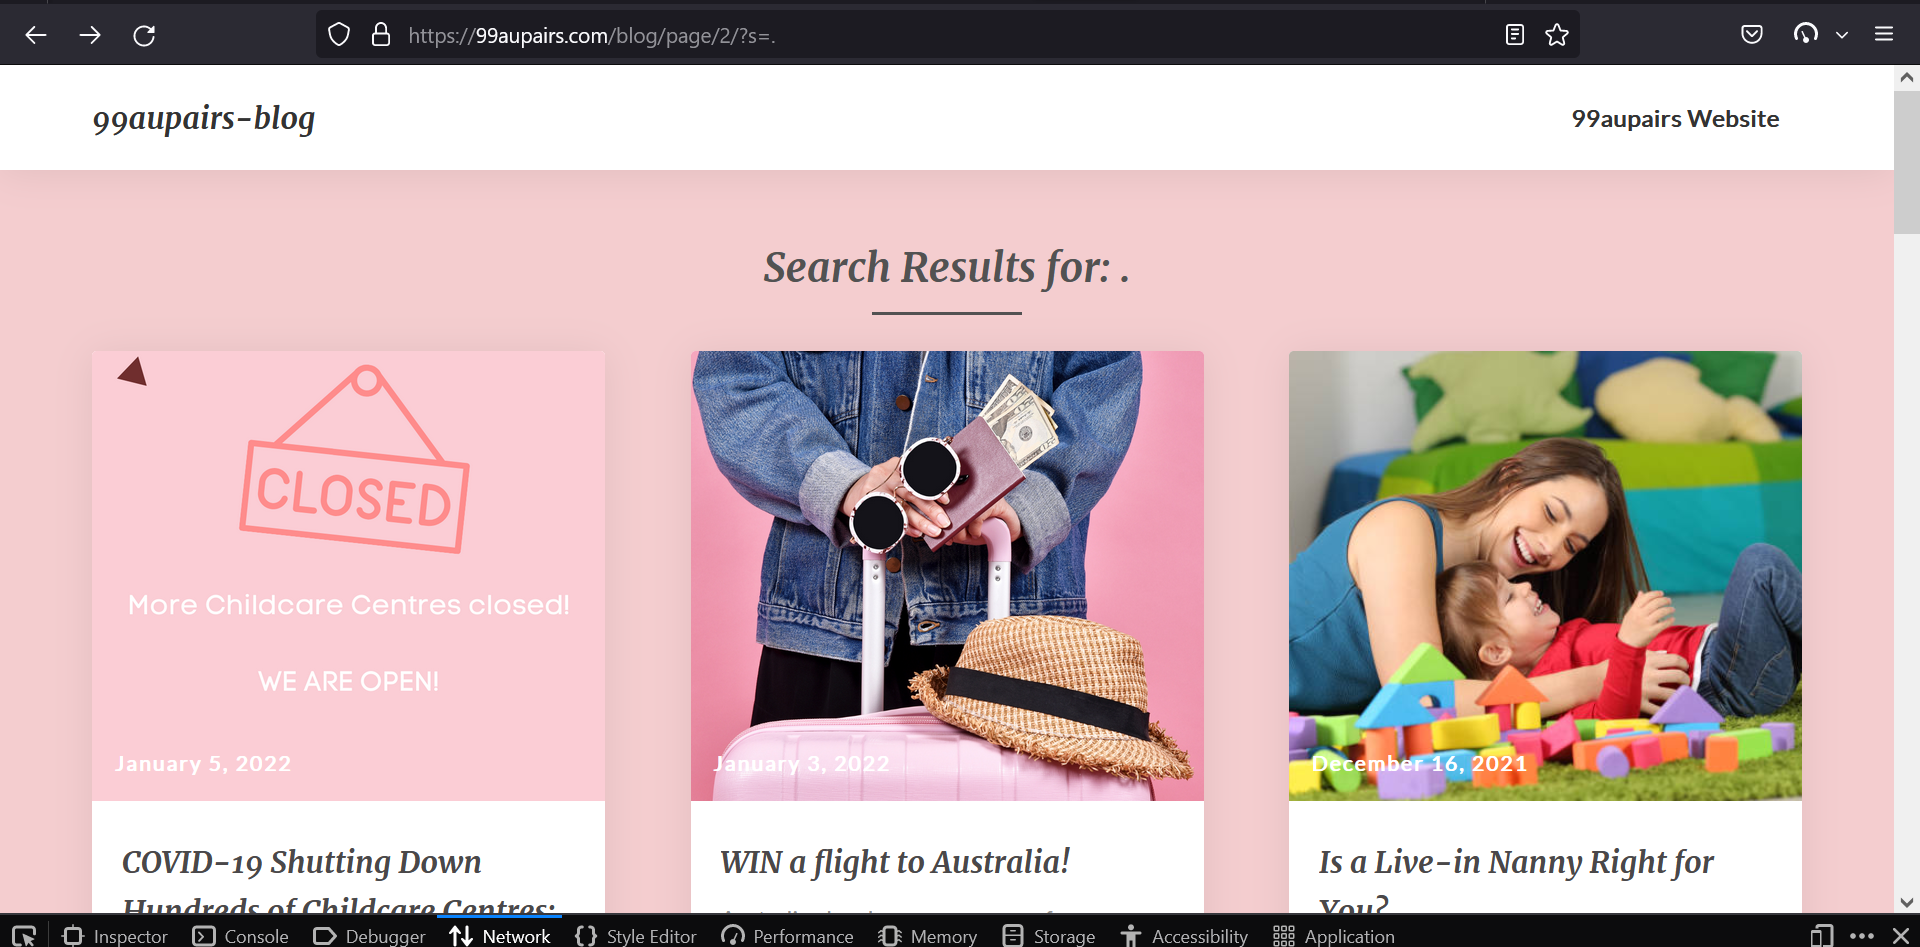 https://99aupairs.com/blog/page/2/?s=.
99aupairs-blog
99aupairs Website
Search Results for: .
CLOSED
More Childcare Centres closed!
WE ARE OPEN!
January 5, 2022
January 3, 2022
December 16, 2021
COVID-19 Shutting Down
Hundreds of Childcare Centres:
WIN a flight to Australia!
Is a Live-in Nanny Right for
You?
Inspector
Console
Debugger
Network
Style Editor
Performance
Memory
Storage
Accessibility
Application